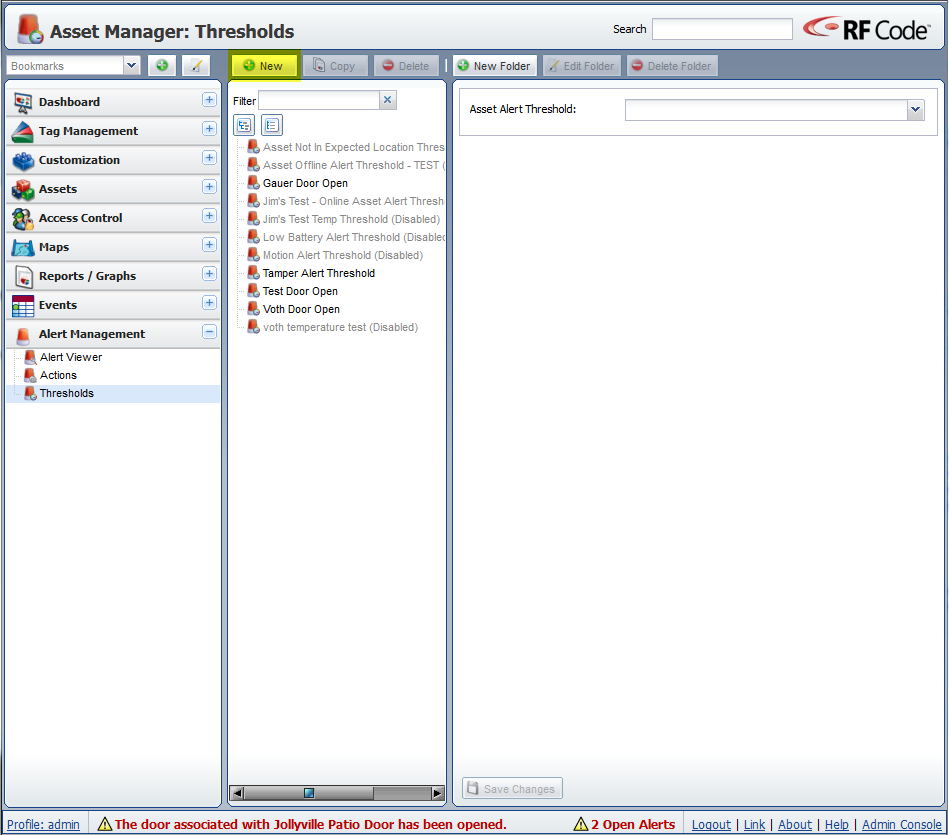 Asset Manager: Thresholds
Search
RF Code™
Bookmarks
New
Copy
Delete
New Folder
Edit Folder
Delete Folder
Dashboard
Tag Management
Customization
Assets
Access Control
Maps
Reports / Graphs
Events
Alert Management
Alert Viewer
Actions
Thresholds
Filter
Asset Not In Expected Location Thres
Asset Offline Alert Threshold - TEST (
Gauer Door Open
Jim's Test - Online Asset Alert Thresh
Jim's Test Temp Threshold (Disabled)
Low Battery Alert Threshold (Disabled
Motion Alert Threshold (Disabled)
Tamper Alert Threshold
Test Door Open
Voth Door Open
voth temperature test (Disabled)
Asset Alert Threshold:
Save Changes
Profile: admin
The door associated with Jollyville Patio Door has been opened.
2 Open Alerts
Logout | Link | About | Help | Admin Console